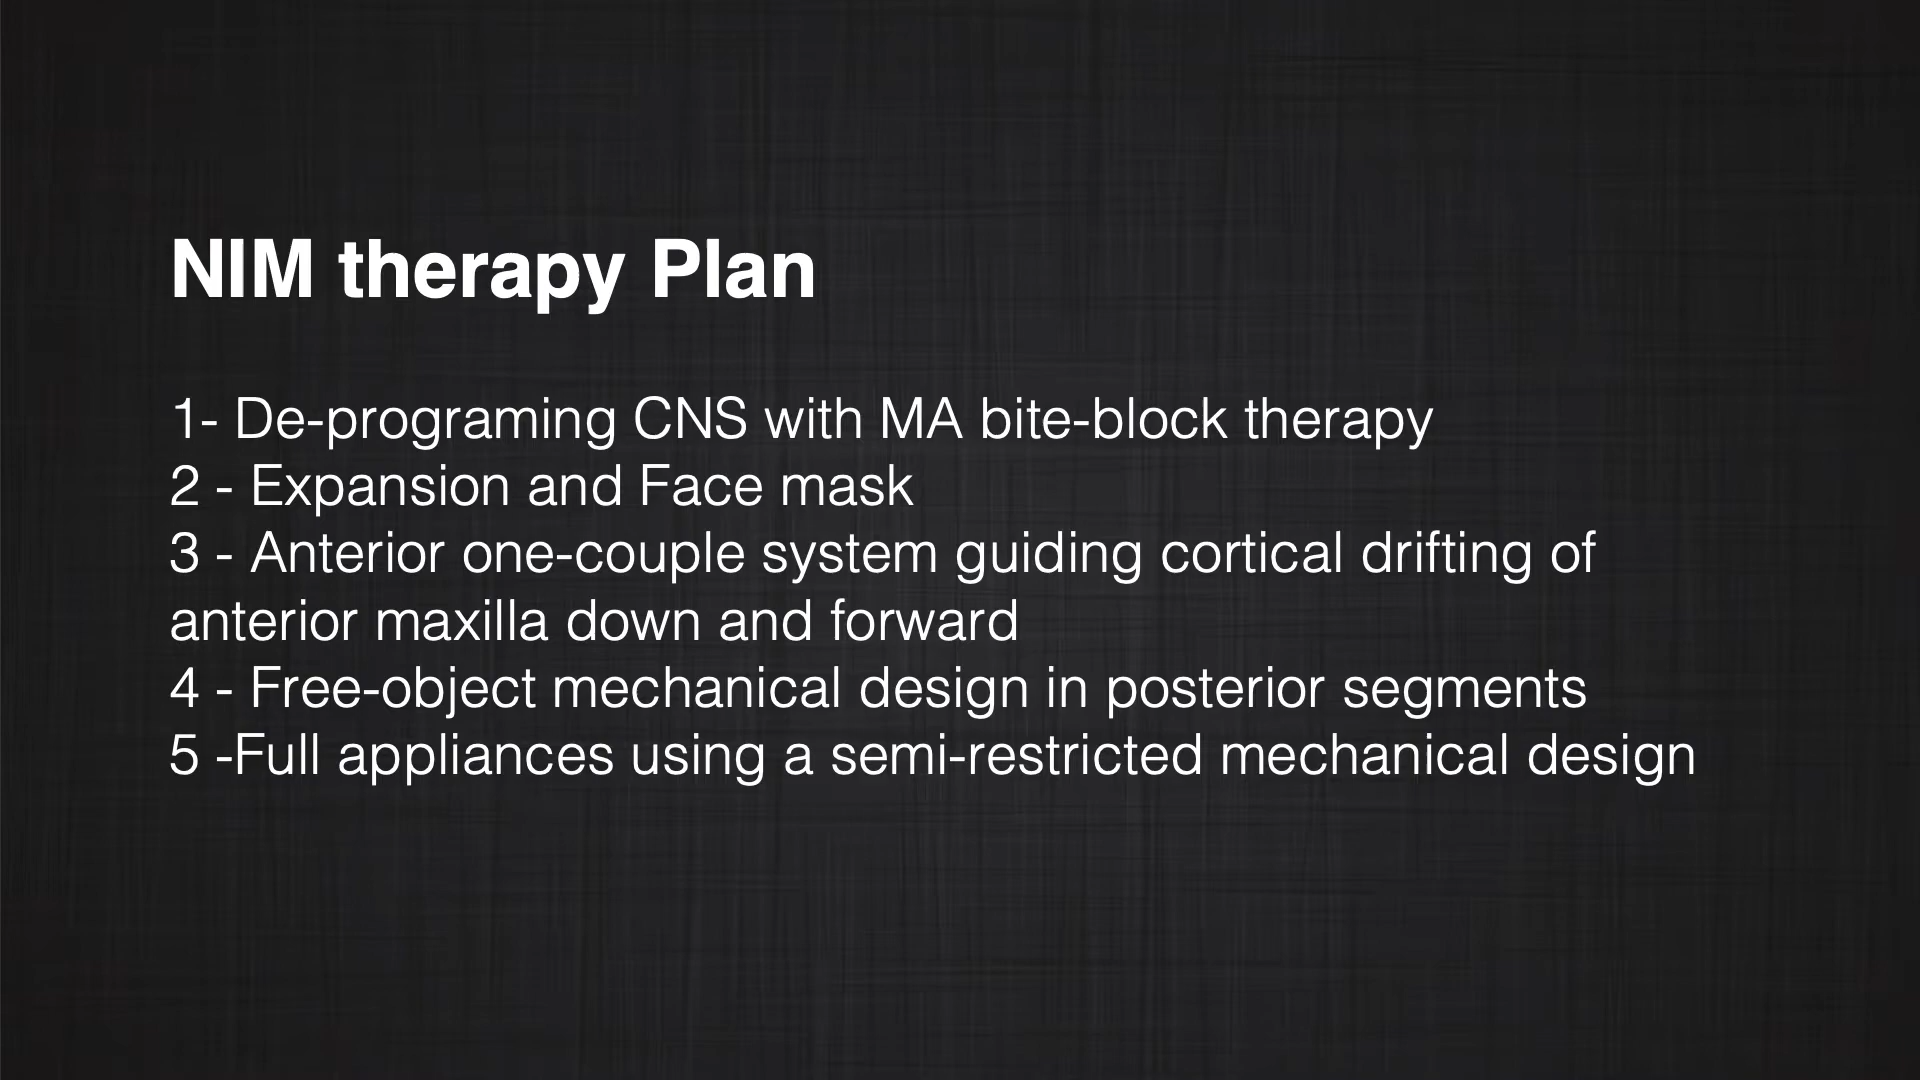 NIM therapy Plan
1- De-programing CNS with MA bite-block therapy
2 - Expansion and Face mask
3 - Anterior one-couple system guiding cortical drifting of
anterior maxilla down and forward
4 - Free-object mechanical design in posterior segments
5 -Full appliances using a semi-restricted mechanical design